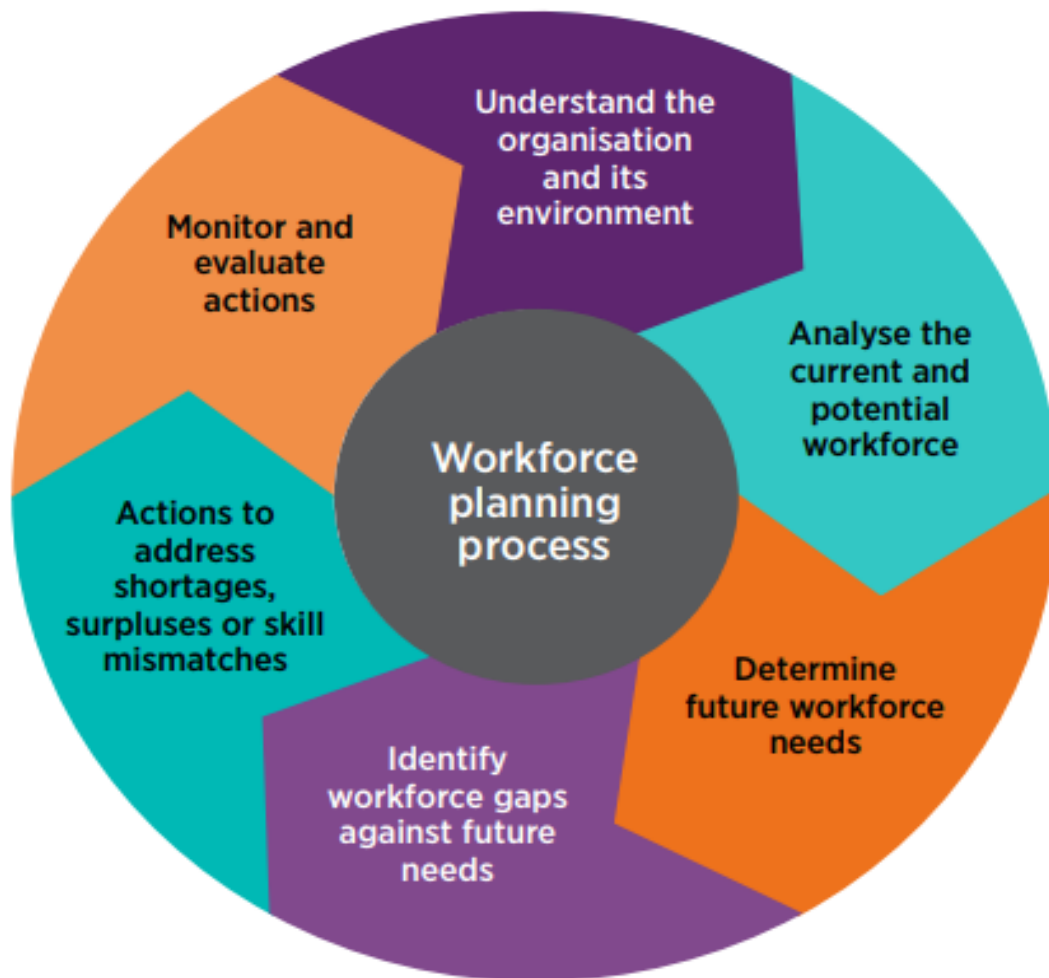 Understand the
organisation
and its
environment
Analyse the
current and
potential
workforce
Determine
future workforce
needs
Identify
workforce gaps
against future
needs
Actions to
address
shortages,
surpluses or skill
mismatches
Monitor and
evaluate
actions
Workforce
planning
process